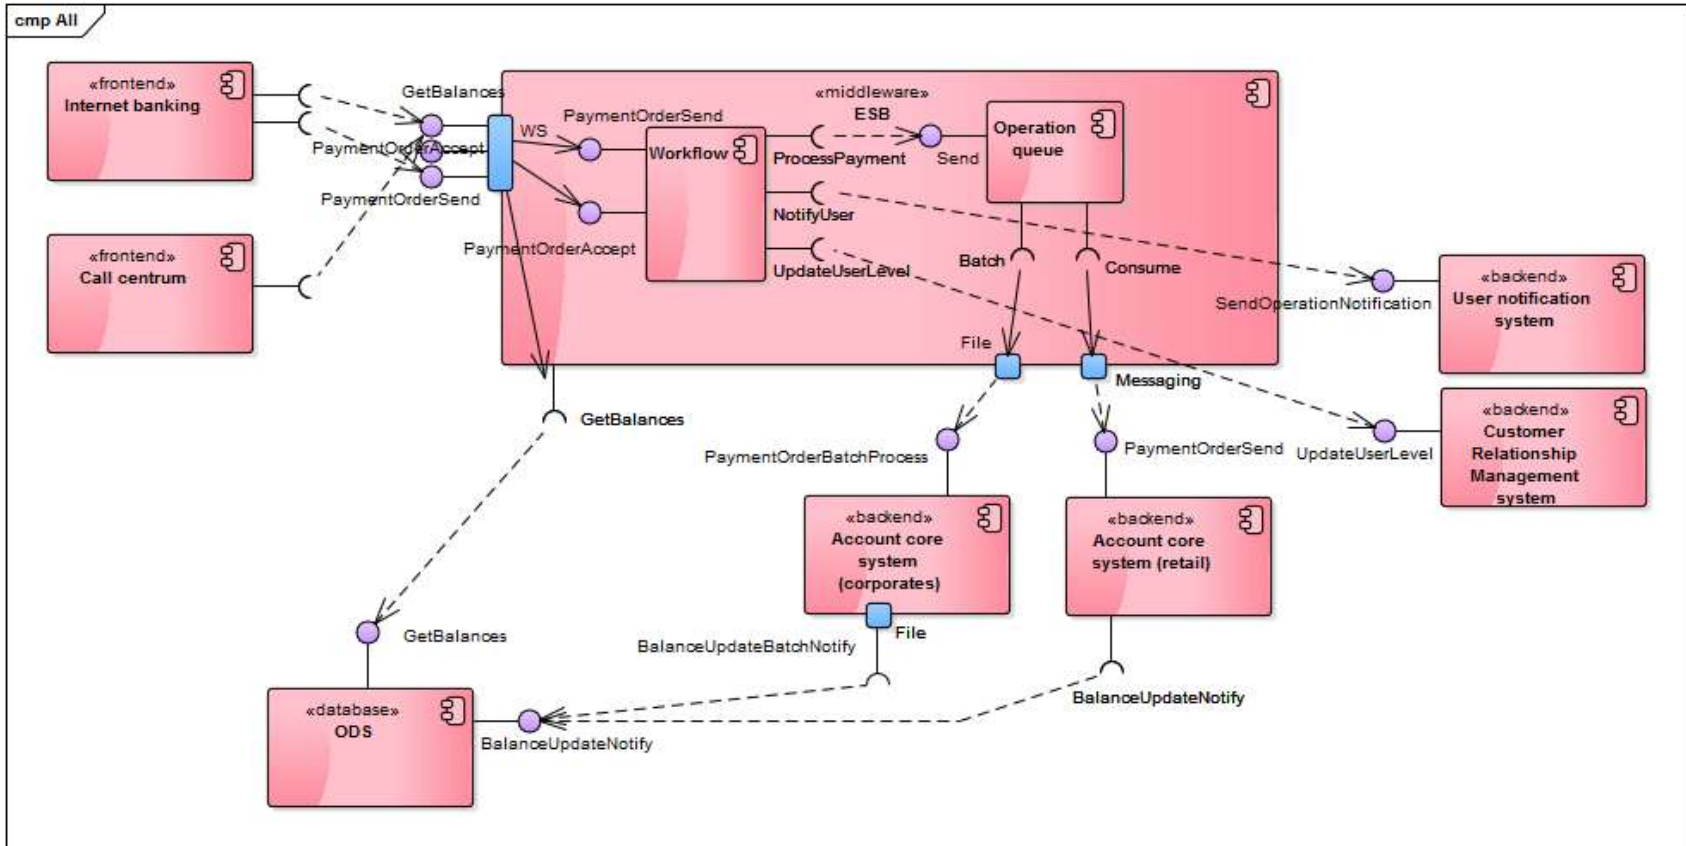 cmp All
«frontend»
Internet banking
GetBalances
PaymentOrderAccept
PaymentOrderSend
«frontend»
Call centrum
WS
«middleware»
ESB
PaymentOrderSend
PaymentOrderAccept
Workflow
ProcessPayment
Send
Operation
queue
NotifyUser
UpdateUserLevel
Batch
Consume
File
Messaging
GetBalances
SendOperationNotification
«backend»
User notification
system
UpdateUserLevel
«backend»
Customer
Relationship
Management
system
PaymentOrderBatchProcess
PaymentOrderSend
«backend»
Account core
system
(corporates)
File
«backend»
Account core
system (retail)
BalanceUpdateBatchNotify
BalanceUpdateNotify
GetBalances
«database»
ODS
BalanceUpdateNotify